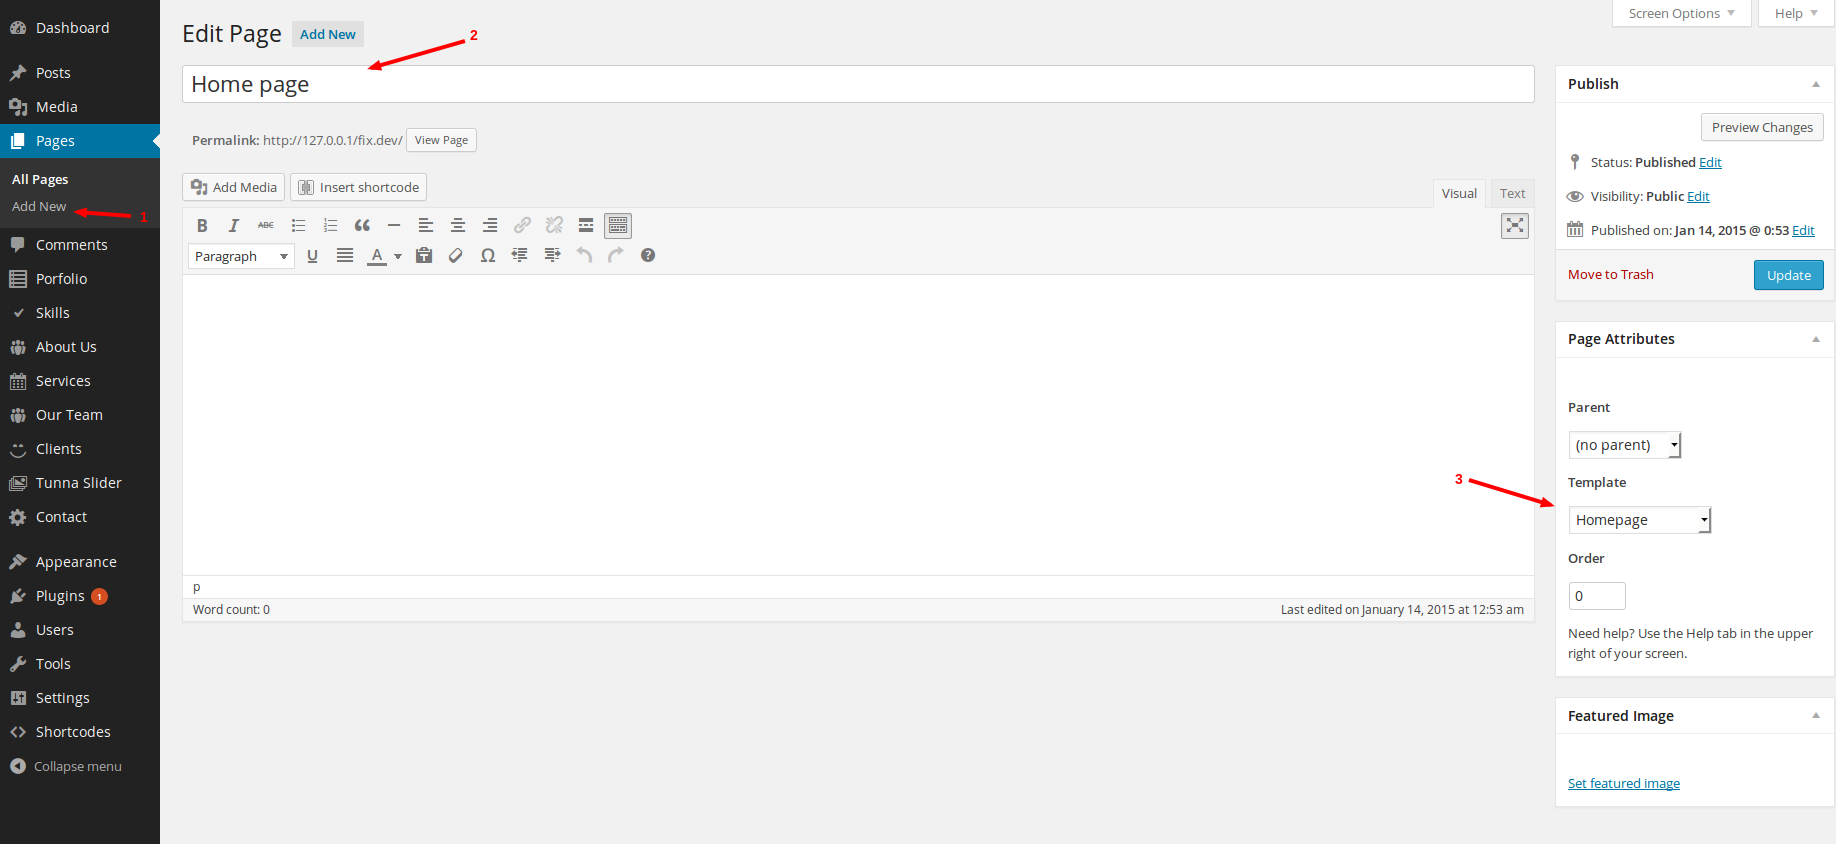 Dashboard
Posts
Media
Pages
All Pages
Add New
1
Comments
Porfolio
Skills
About Us
Services
Our Team
Clients
Tunna Slider
Contact
Appearance
Plugins 1
Users
Tools
Settings
Shortcodes
Collapse menu
Screen Options
Help
Edit Page Add New
2
Home page
Permalink: http://127.0.0.1/fix.dev/ View Page
Add Media Insert shortcode
Visual Text
B I ABC
Paragraph U A Ω ?
p
Word count: 0
Last edited on January 14, 2015 at 12:53 am
Publish
Preview Changes
Status: Published Edit
Visibility: Public Edit
Published on: Jan 14, 2015 @ 0:53 Edit
Move to Trash Update
Page Attributes
Parent
(no parent)
3
Template
Homepage
Order
0
Need help? Use the Help tab in the upper
right of your screen.
Featured Image
Set featured image